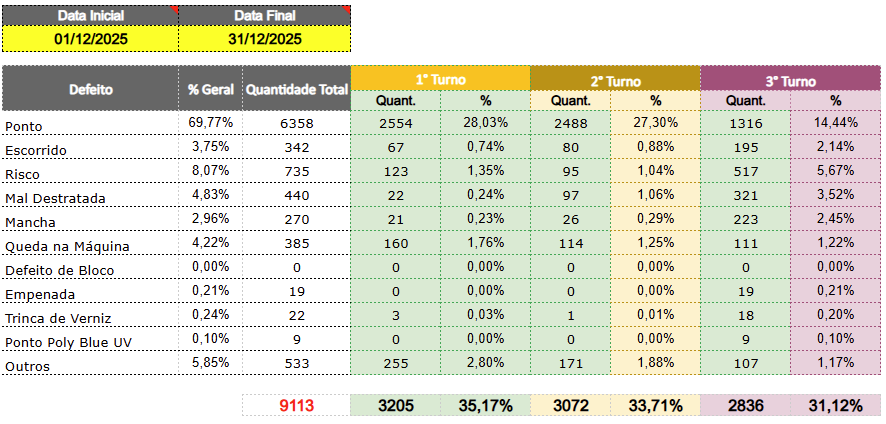 Data Inicial Data Final
01/12/2025 31/12/2025
Defeito % Geral Quantidade Total 1° Turno 2° Turno 3° Turno
Quant. % Quant. % Quant. %
Ponto 69,77% 6358 2554 28,03% 2488 27,30% 1316 14,44%
Escorrido 3,75% 342 67 0,74% 80 0,88% 195 2,14%
Risco 8,07% 735 123 1,35% 95 1,04% 517 5,67%
Mal Destratada 4,83% 440 22 0,24% 97 1,06% 321 3,52%
Mancha 2,96% 270 21 0,23% 26 0,29% 223 2,45%
Queda na Máquina 4,22% 385 160 1,76% 114 1,25% 111 1,22%
Defeito de Bloco 0,00% 0 0 0,00% 0 0,00% 0 0,00%
Empenada 0,21% 19 0 0,00% 0 0,00% 19 0,21%
Trinca de Verniz 0,24% 22 3 0,03% 1 0,01% 18 0,20%
Ponto Poly Blue UV 0,10% 9 0 0,00% 0 0,00% 9 0,10%
Outros 5,85% 533 255 2,80% 171 1,88% 107 1,17%
9113 3205 35,17% 3072 33,71% 2836 31,12%